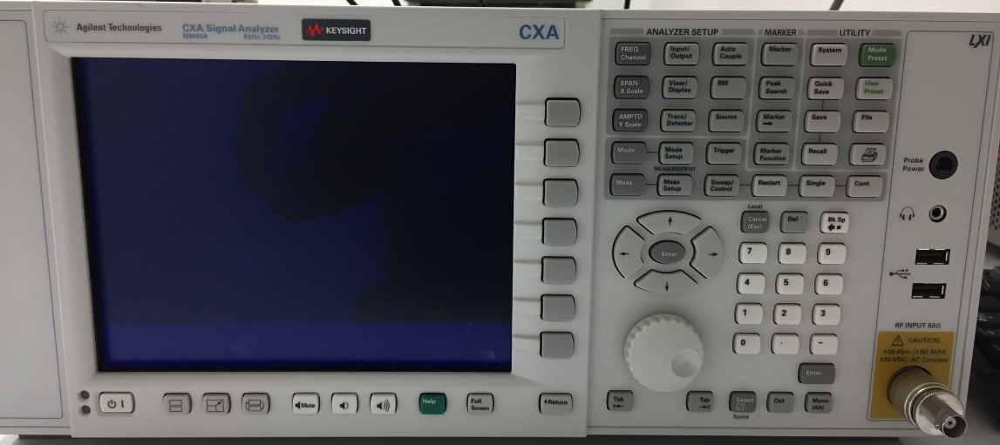 Agilent Technologies
CXA Signal Analyzer
N9000A
9 kHz-3 GHz
KEYSIGHT
CXA
ANALYZER SETUP
MARKER
UTILITY
LXI
FREQ
Channel
Input/
Output
Auto
Couple
Marker
System
Mode
Preset
SPAN
X Scale
View/
Display
BW
Peak
Search
Quick
Save
User
Preset
AMPTD
Y Scale
Trace/
Detector
Source
Marker
→
Save
File
Mode
Mode
Setup
Trigger
Marker
Function
Recall
MEASUREMENT
Meas
Meas
Setup
Sweep/
Control
Restart
Single
Cont
Probe
Power
Local
Cancel
(Esc)
Del
Bk Sp
←
↑
←
Enter
→
↓
7
8
9
4
5
6
1
2
3
0
.
–
Enter
RF INPUT 50Ω
CAUTION:
+30 dBm (1W) MAX
±50 VDC, AC Coupled
Mute
Help
Full
Screen
Return
Tab
Tab
Select
Space
Ctrl
Menu
(Alt)